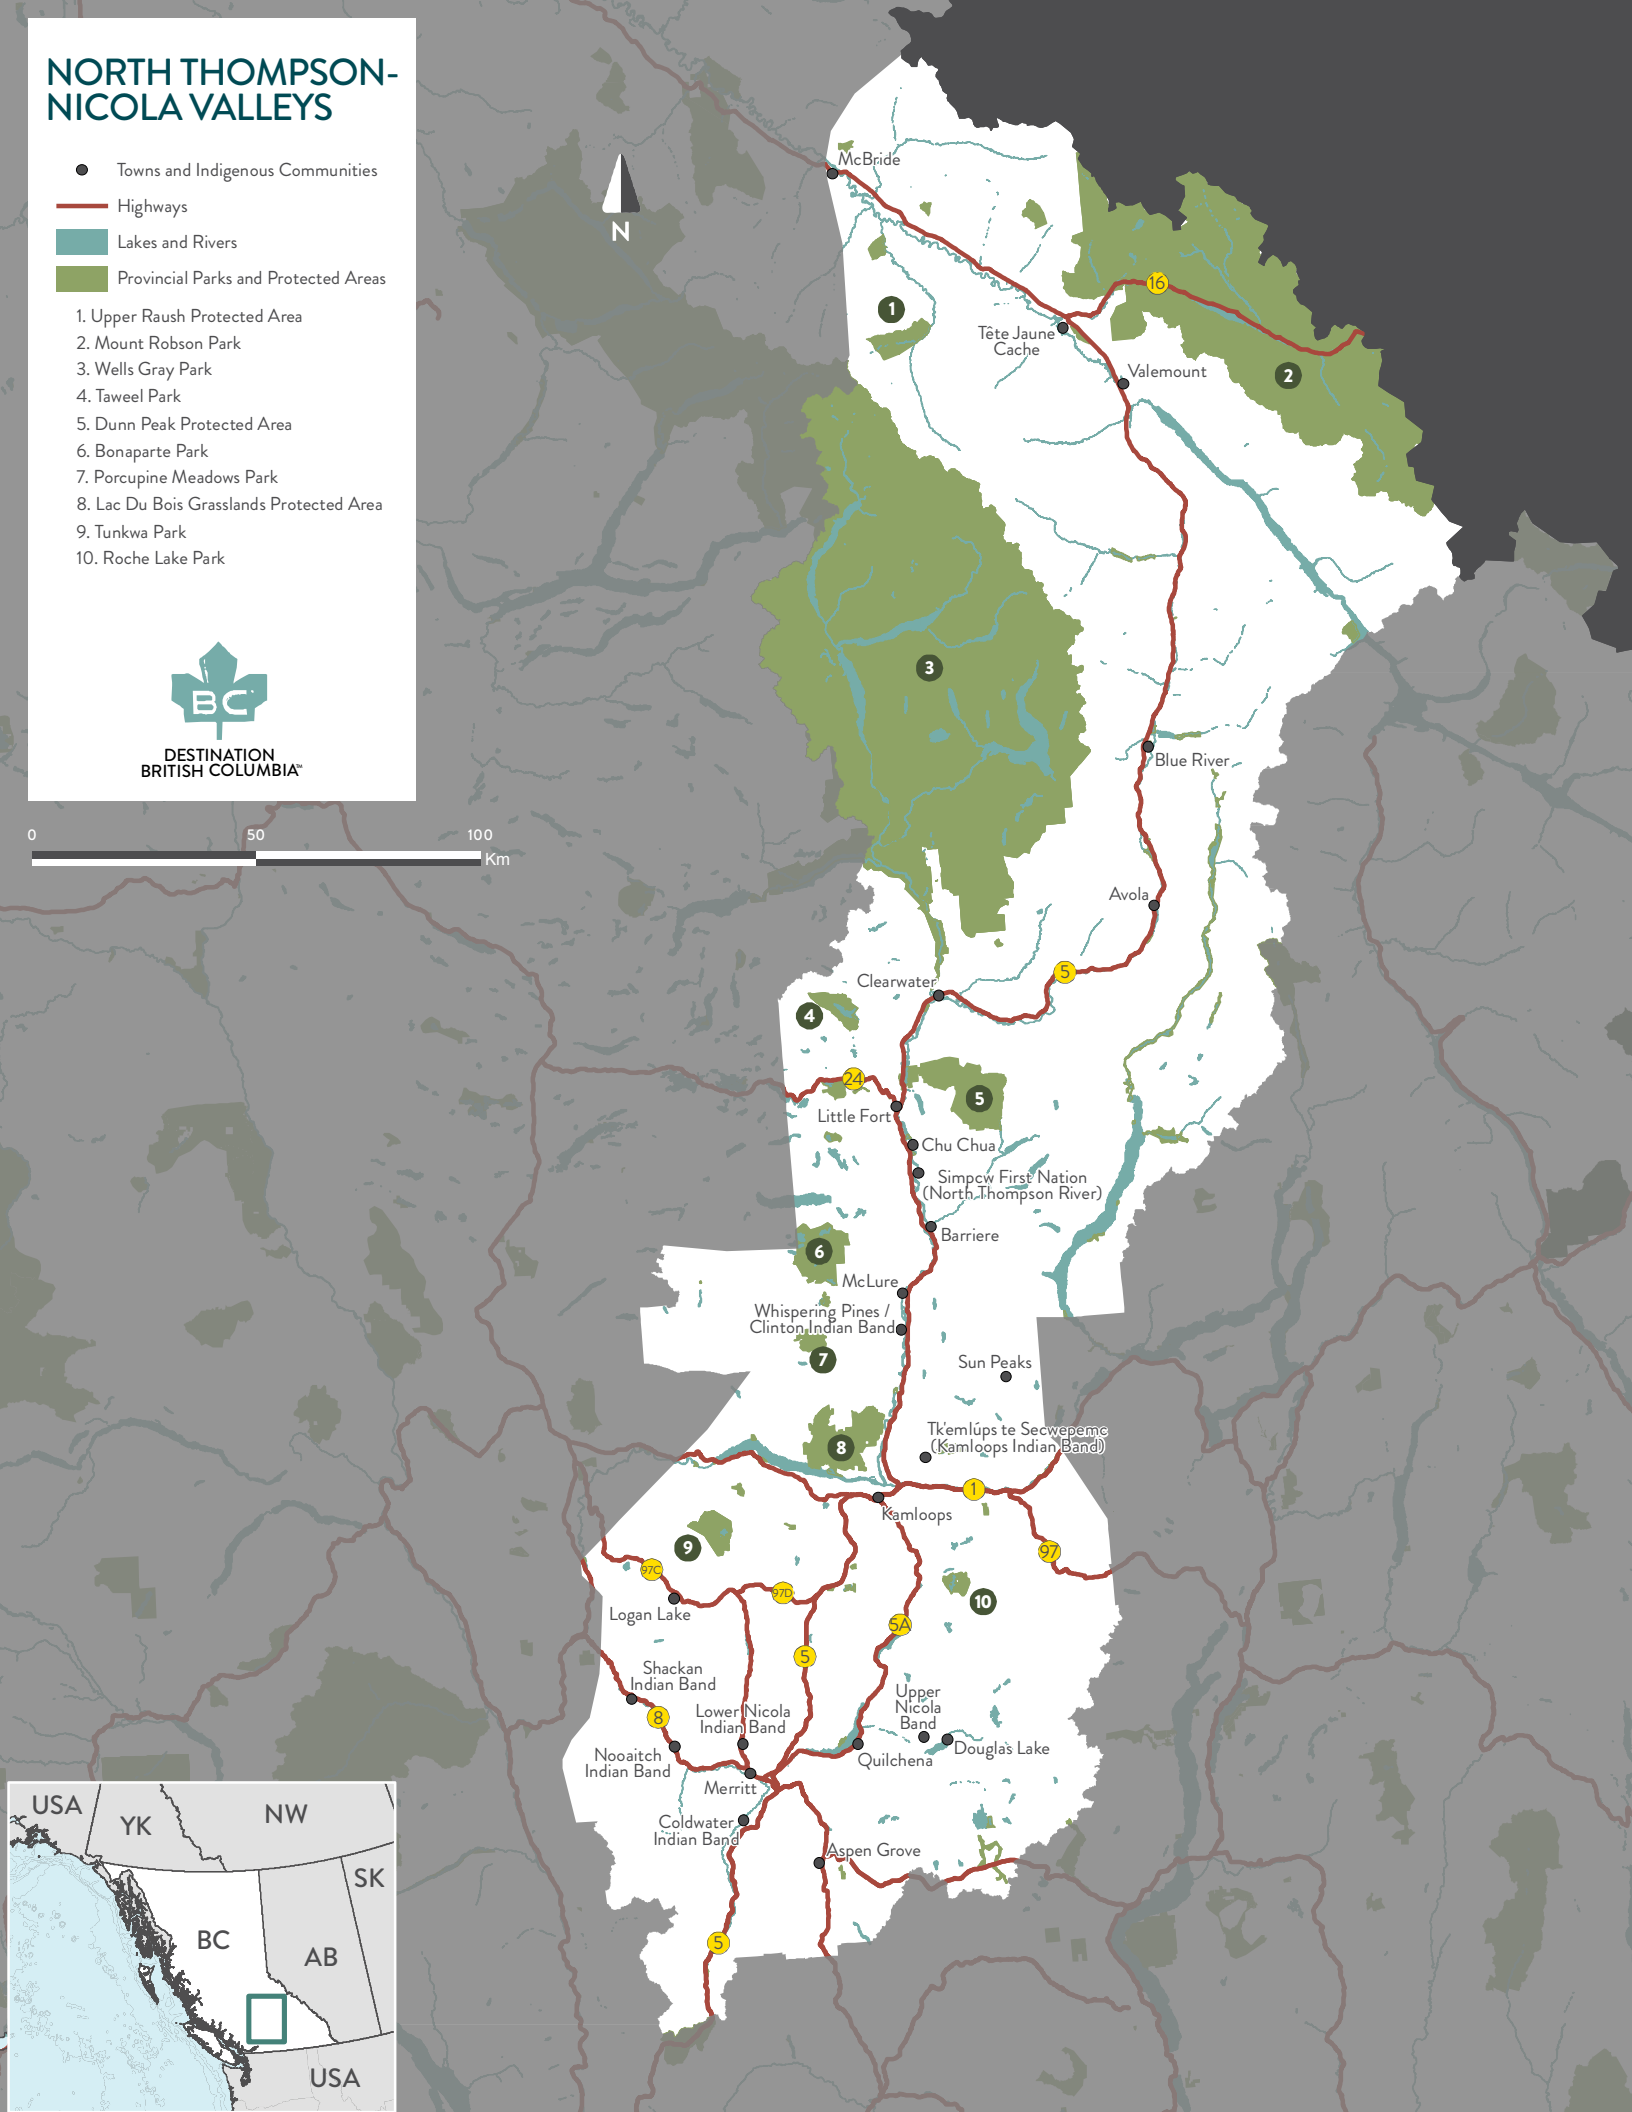 NORTH THOMPSON-
NICOLA VALLEYS
Towns and Indigenous Communities
Highways
Lakes and Rivers
Provincial Parks and Protected Areas
1. Upper Raush Protected Area
2. Mount Robson Park
3. Wells Gray Park
4. Taweel Park
5. Dunn Peak Protected Area
6. Bonaparte Park
7. Porcupine Meadows Park
8. Lac Du Bois Grasslands Protected Area
9. Tunkwa Park
10. Roche Lake Park
BC
DESTINATION
BRITISH COLUMBIA™
0 50 100
Km
N
McBride
16
1
Tête Jaune
Cache
Valemount
2
3
Blue River
Avola
5
Clearwater
4
24
5
Little Fort
Chu Chua
Simpcw First Nation
(North Thompson River)
Barriere
6
McLure
Whispering Pines /
Clinton Indian Band
7
Sun Peaks
Tk'emlúps te Secwepemc
(Kamloops Indian Band)
8
1
Kamloops
9
97
97C
97D
10
Logan Lake
5A
5
Shackan
Indian Band
8
Lower Nicola
Indian Band
Upper
Nicola
Band
Nooaitch
Indian Band
Quilchena
Douglas Lake
Merritt
Coldwater
Indian Band
Aspen Grove
5
USA
YK
NW
SK
BC
AB
USA